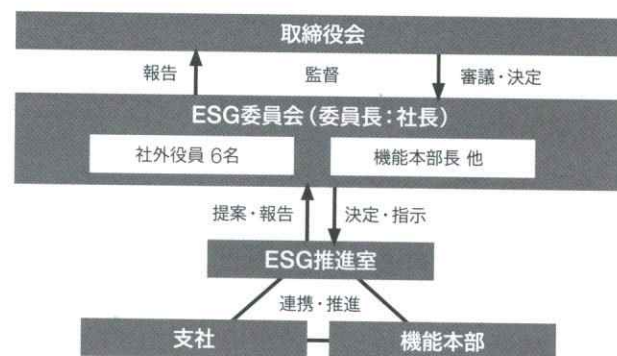 取締役会
報告
監督
審議・決定
ESG委員会（委員長：社長）
社外役員 6名
機能本部長 他
提案・報告
決定・指示
ESG推進室
連携・推進
支社
機能本部